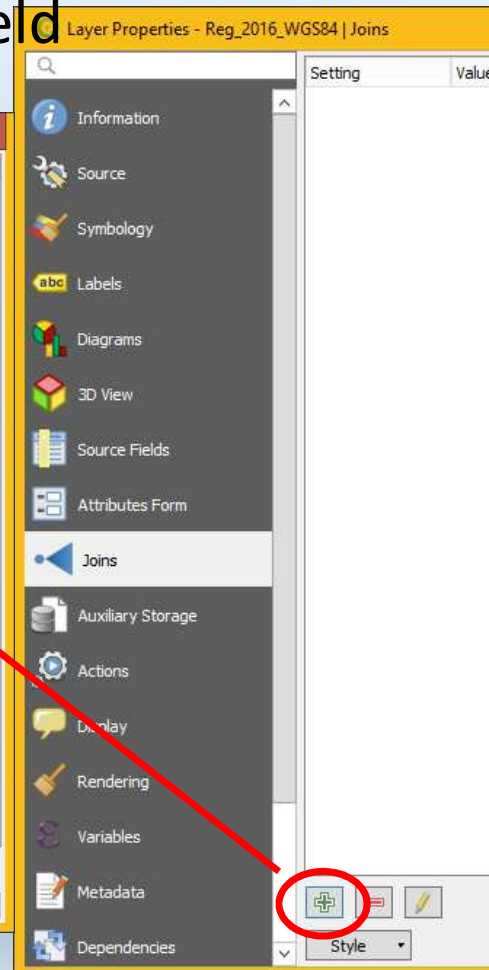 eld
Layer Properties - Reg_2016_WGS84 | Joins
Setting Value
Information
Source
Symbology
abc Labels
Diagrams
3D View
Source Fields
Attributes Form
Joins
Auxiliary Storage
Actions
Display
Rendering
Variables
Metadata
Dependencies
Style